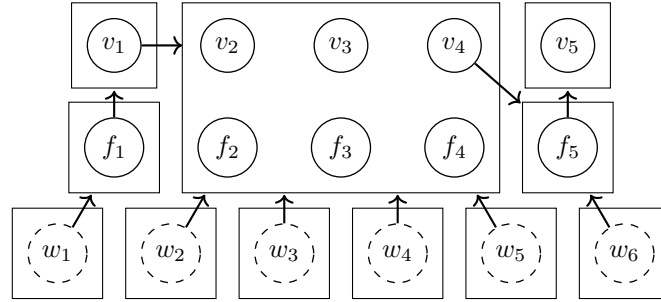 v₁ v₂ v₃ v₄ v₅
f₁ f₂ f₃ f₄ f₅
w₁ w₂ w₃ w₄ w₅ w₆